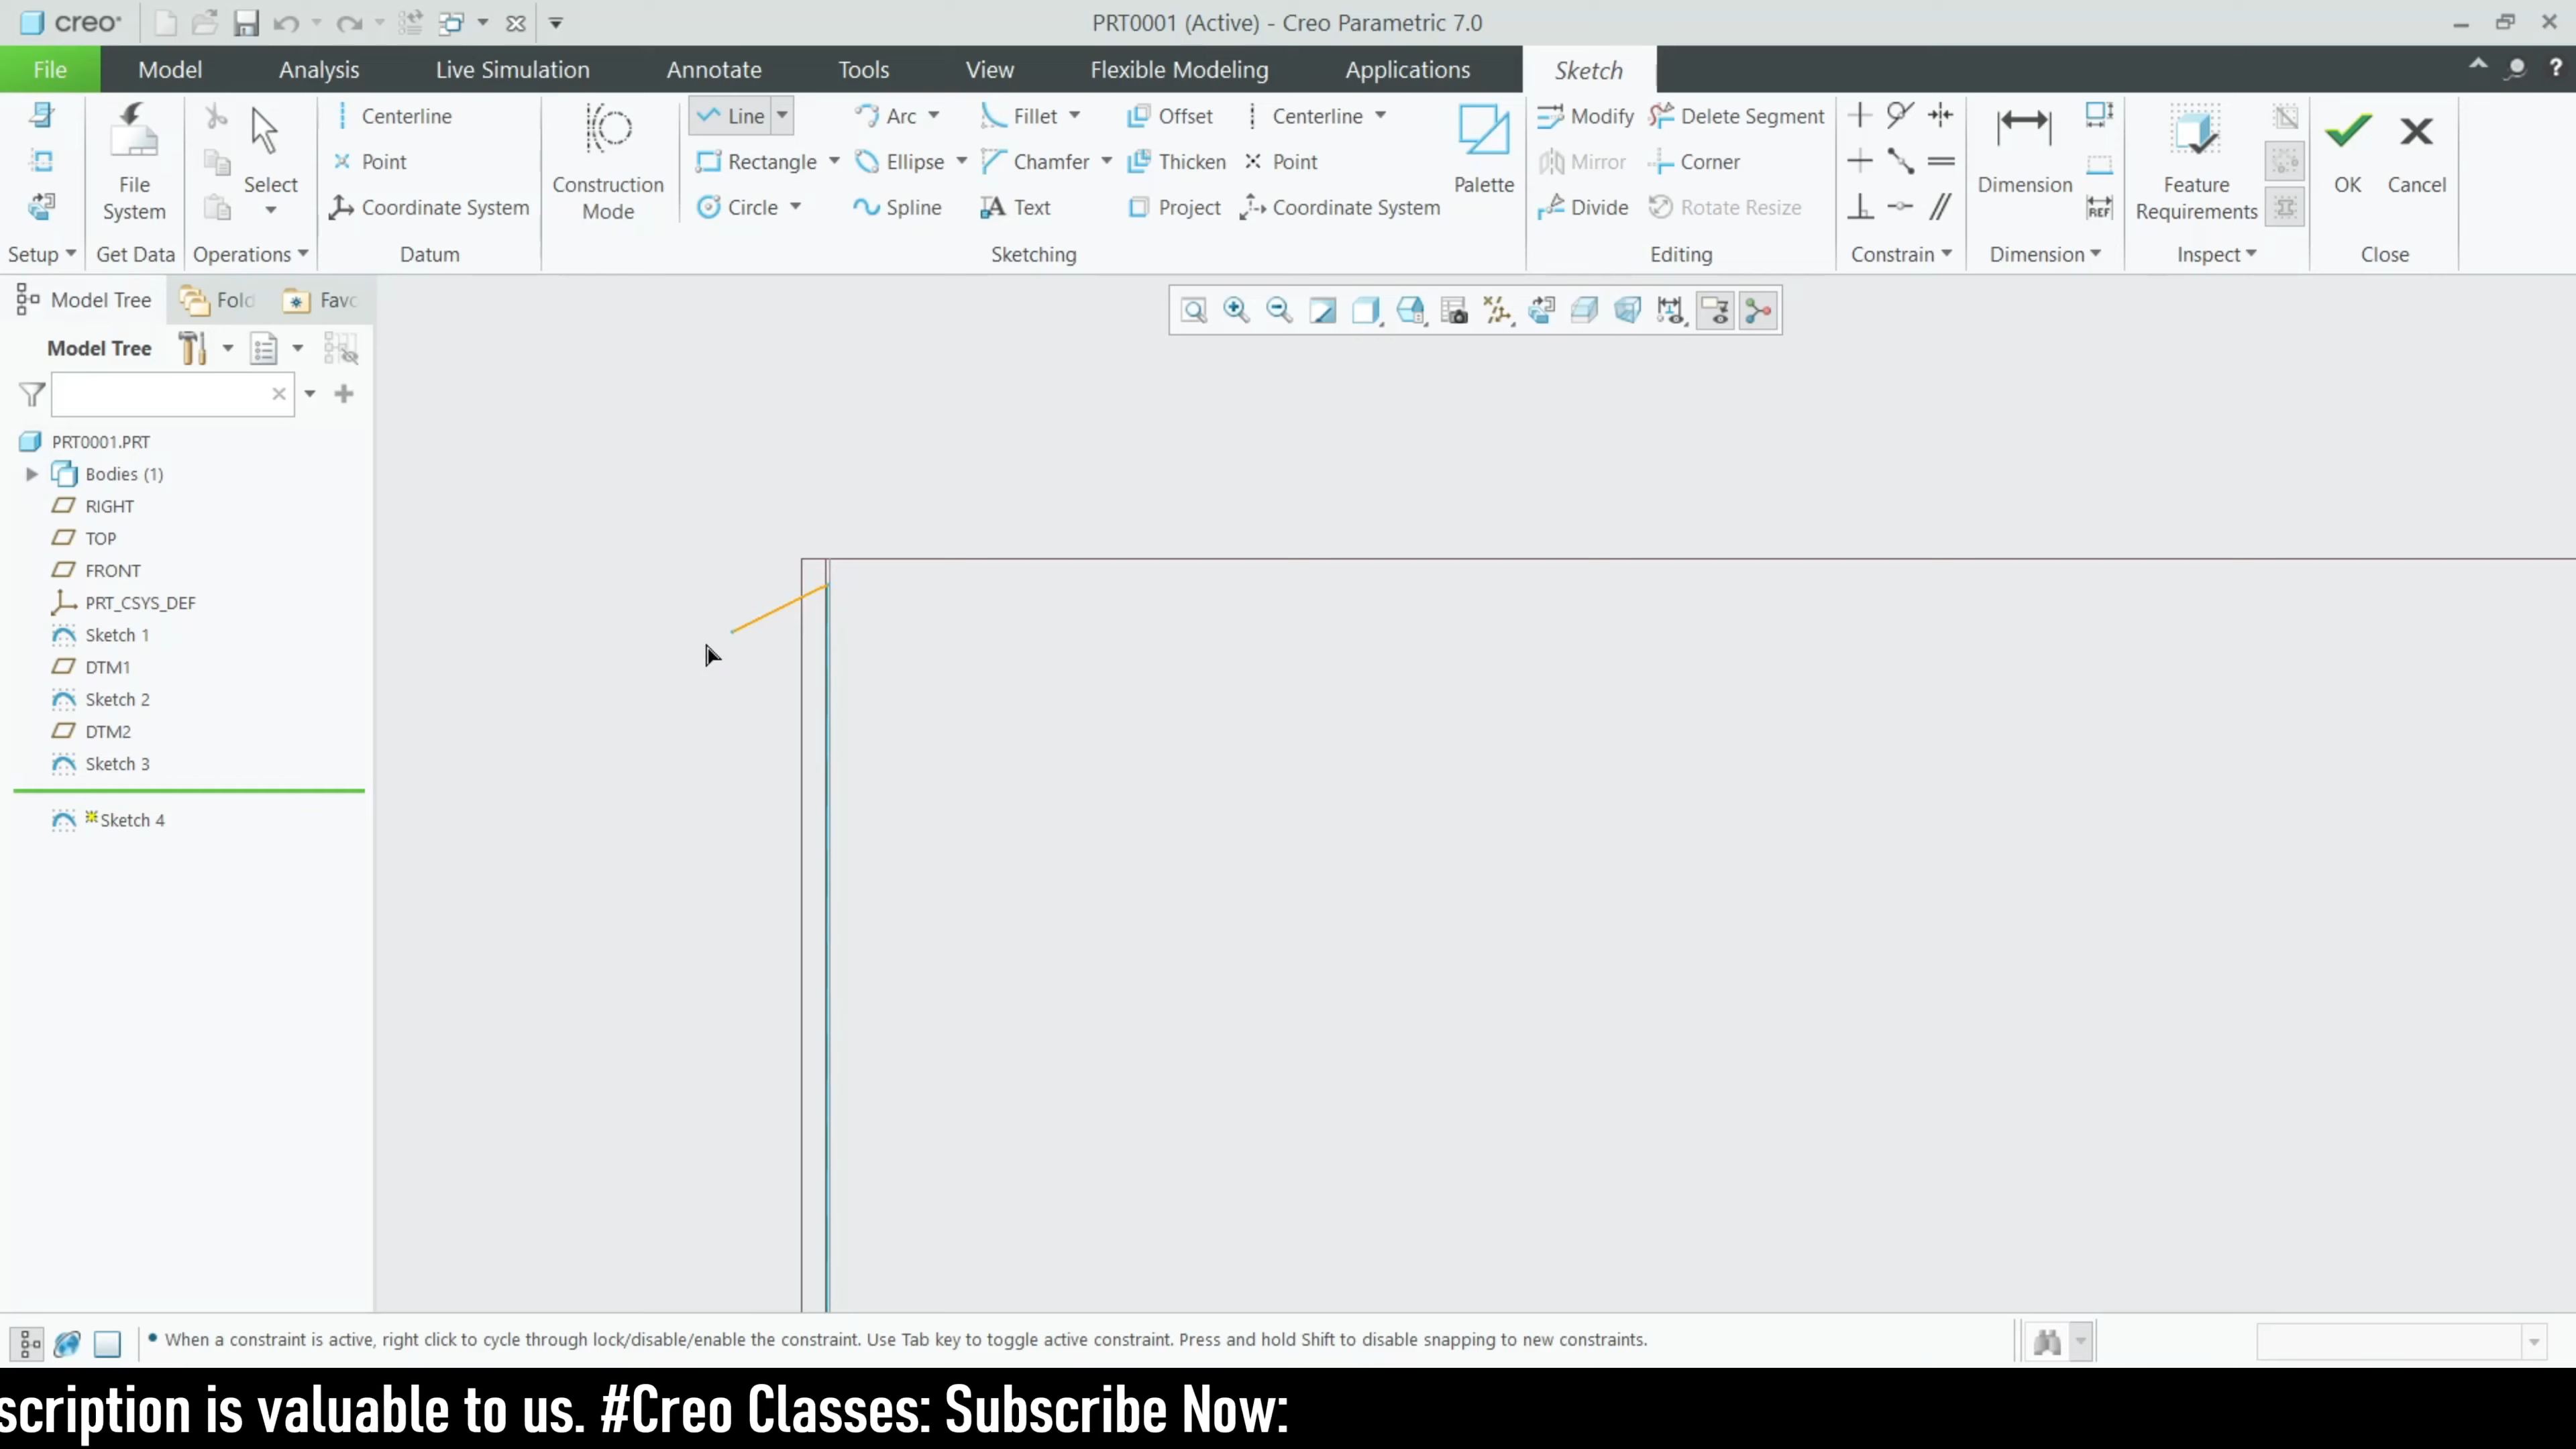 creo
PRT0001 (Active) - Creo Parametric 7.0
File Model Analysis Live Simulation Annotate Tools View Flexible Modeling Applications Sketch
Setup
File System
Get Data
Select
Operations
Centerline
Point
Coordinate System
Datum
Construction Mode
Line Arc Fillet Offset Centerline
Rectangle Ellipse Chamfer Thicken Point
Circle Spline Text Project Coordinate System
Palette
Sketching
Modify Delete Segment
Mirror Corner
Divide Rotate Resize
Editing
Constrain
Dimension
REF
Dimension
Feature Requirements
Inspect
OK Cancel
Close
Model Tree Fold Favc
Model Tree
PRT0001.PRT
Bodies (1)
RIGHT
TOP
FRONT
PRT_CSYS_DEF
Sketch 1
DTM1
Sketch 2
DTM2
Sketch 3
Sketch 4
When a constraint is active, right click to cycle through lock/disable/enable the constraint. Use Tab key to toggle active constraint. Press and hold Shift to disable snapping to new constraints.
scription is valuable to us. #Creo Classes: Subscribe Now: